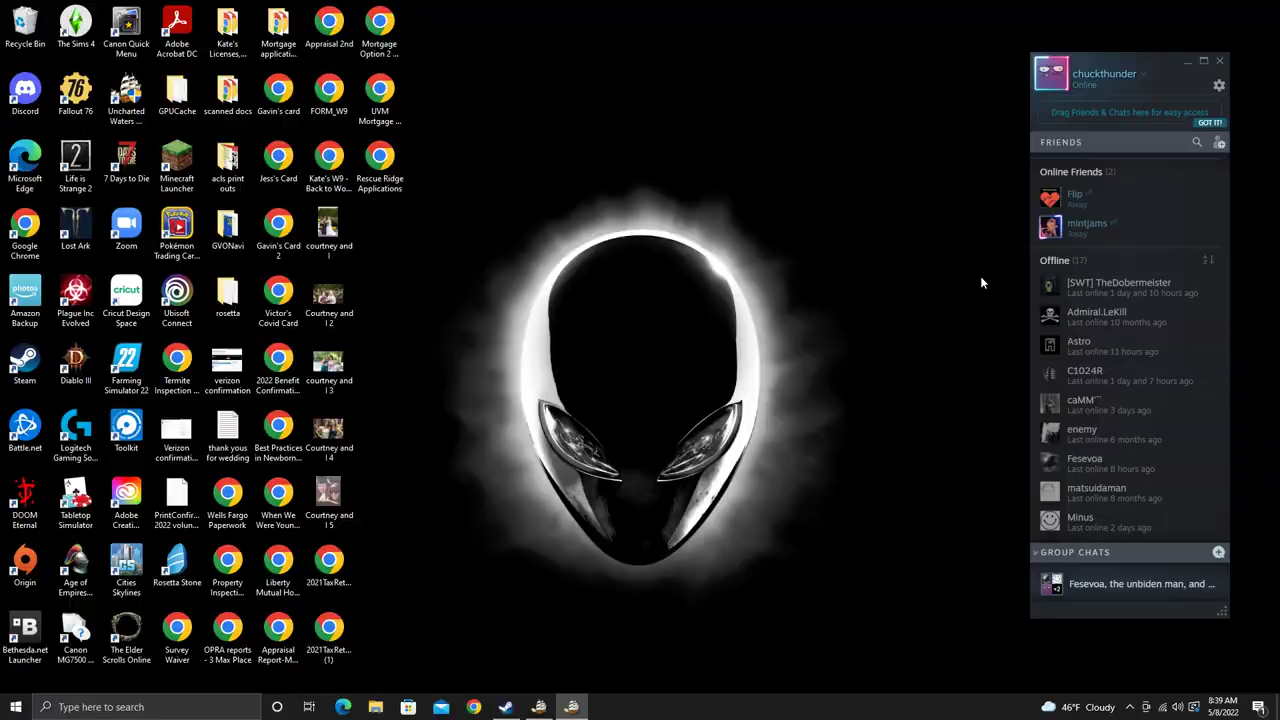 Recycle Bin
The Sims 4
Canon Quick
Menu
Adobe
Acrobat DC
Kate's
Licenses,...
Mortgage
applicati...
Appraisal 2nd
Mortgage
Option 2 ...
Discord
Fallout 76
Uncharted
Waters ...
GPUCache
scanned docs
Gavin's card
FORM_W9
UVM
Mortgage ...
Microsoft
Edge
Life is
Strange 2
7 Days to Die
Minecraft
Launcher
acls print
outs
Jess's Card
Kate's W9 -
Back to Wo...
Rescue Ridge
Applications
Google
Chrome
Lost Ark
Zoom
Pokémon
Trading Car...
GVONavi
Gavin's Card
2
courtney and
I
Amazon
Backup
Plague Inc
Evolved
Cricut Design
Space
Ubisoft
Connect
rosetta
Victor's
Covid Card
Courtney and
I 2
Steam
Diablo III
Farming
Simulator 22
Termite
Inspection ...
verizon
confirmation
2022 Benefit
Confirmati...
courtney and
I 3
Battle.net
Logitech
Gaming So...
Toolkit
Verizon
confirmati...
thank yous
for wedding
Best Practices
in Newborn...
Courtney and
I 4
DOOM
Eternal
Tabletop
Simulator
Adobe
Creati...
PrintConfir...
2022 volun...
Wells Fargo
Paperwork
When We
Were Youn...
Courtney and
I 5
Origin
Age of
Empires...
Cities
Skylines
Rosetta Stone
Property
Inspecti...
Liberty
Mutual Ho...
2021TaxRet...
Bethesda.net
Launcher
Canon
MG7500 ...
The Elder
Scrolls Online
Survey
Waiver
OPRA reports
- 3 Max Place
Appraisal
Report-M...
2021TaxRet...
(1)
chuckthunder
Online
Drag Friends & Chats here for easy access
GOT IT!
FRIENDS
Online Friends (2)
Flip
Away
mintjams
Away
Offline (17)
[SWT] TheDobermeister
Last online 1 day and 10 hours ago
Admiral.LeKill
Last online 10 months ago
Astro
Last online 11 hours ago
C1024R
Last online 1 day and 7 hours ago
caMM'¨
Last online 3 days ago
enemy
Last online 6 months ago
Fesevoa
Last online 8 hours ago
matsuidaman
Last online 8 months ago
Minus
Last online 2 days ago
GROUP CHATS
+2
Fesevoa, the unbiden man, and ...
Type here to search
46°F Cloudy
8:39 AM
5/8/2022